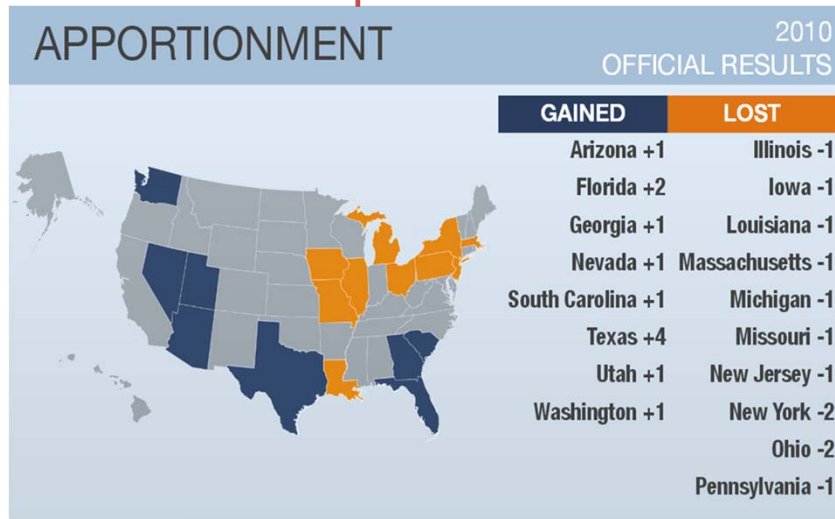 APPORTIONMENT
2010
OFFICIAL RESULTS
GAINED
Arizona +1
Florida +2
Georgia +1
Nevada +1
South Carolina +1
Texas +4
Utah +1
Washington +1
LOST
Illinois -1
Iowa -1
Louisiana -1
Massachusetts -1
Michigan -1
Missouri -1
New Jersey -1
New York -2
Ohio -2
Pennsylvania -1